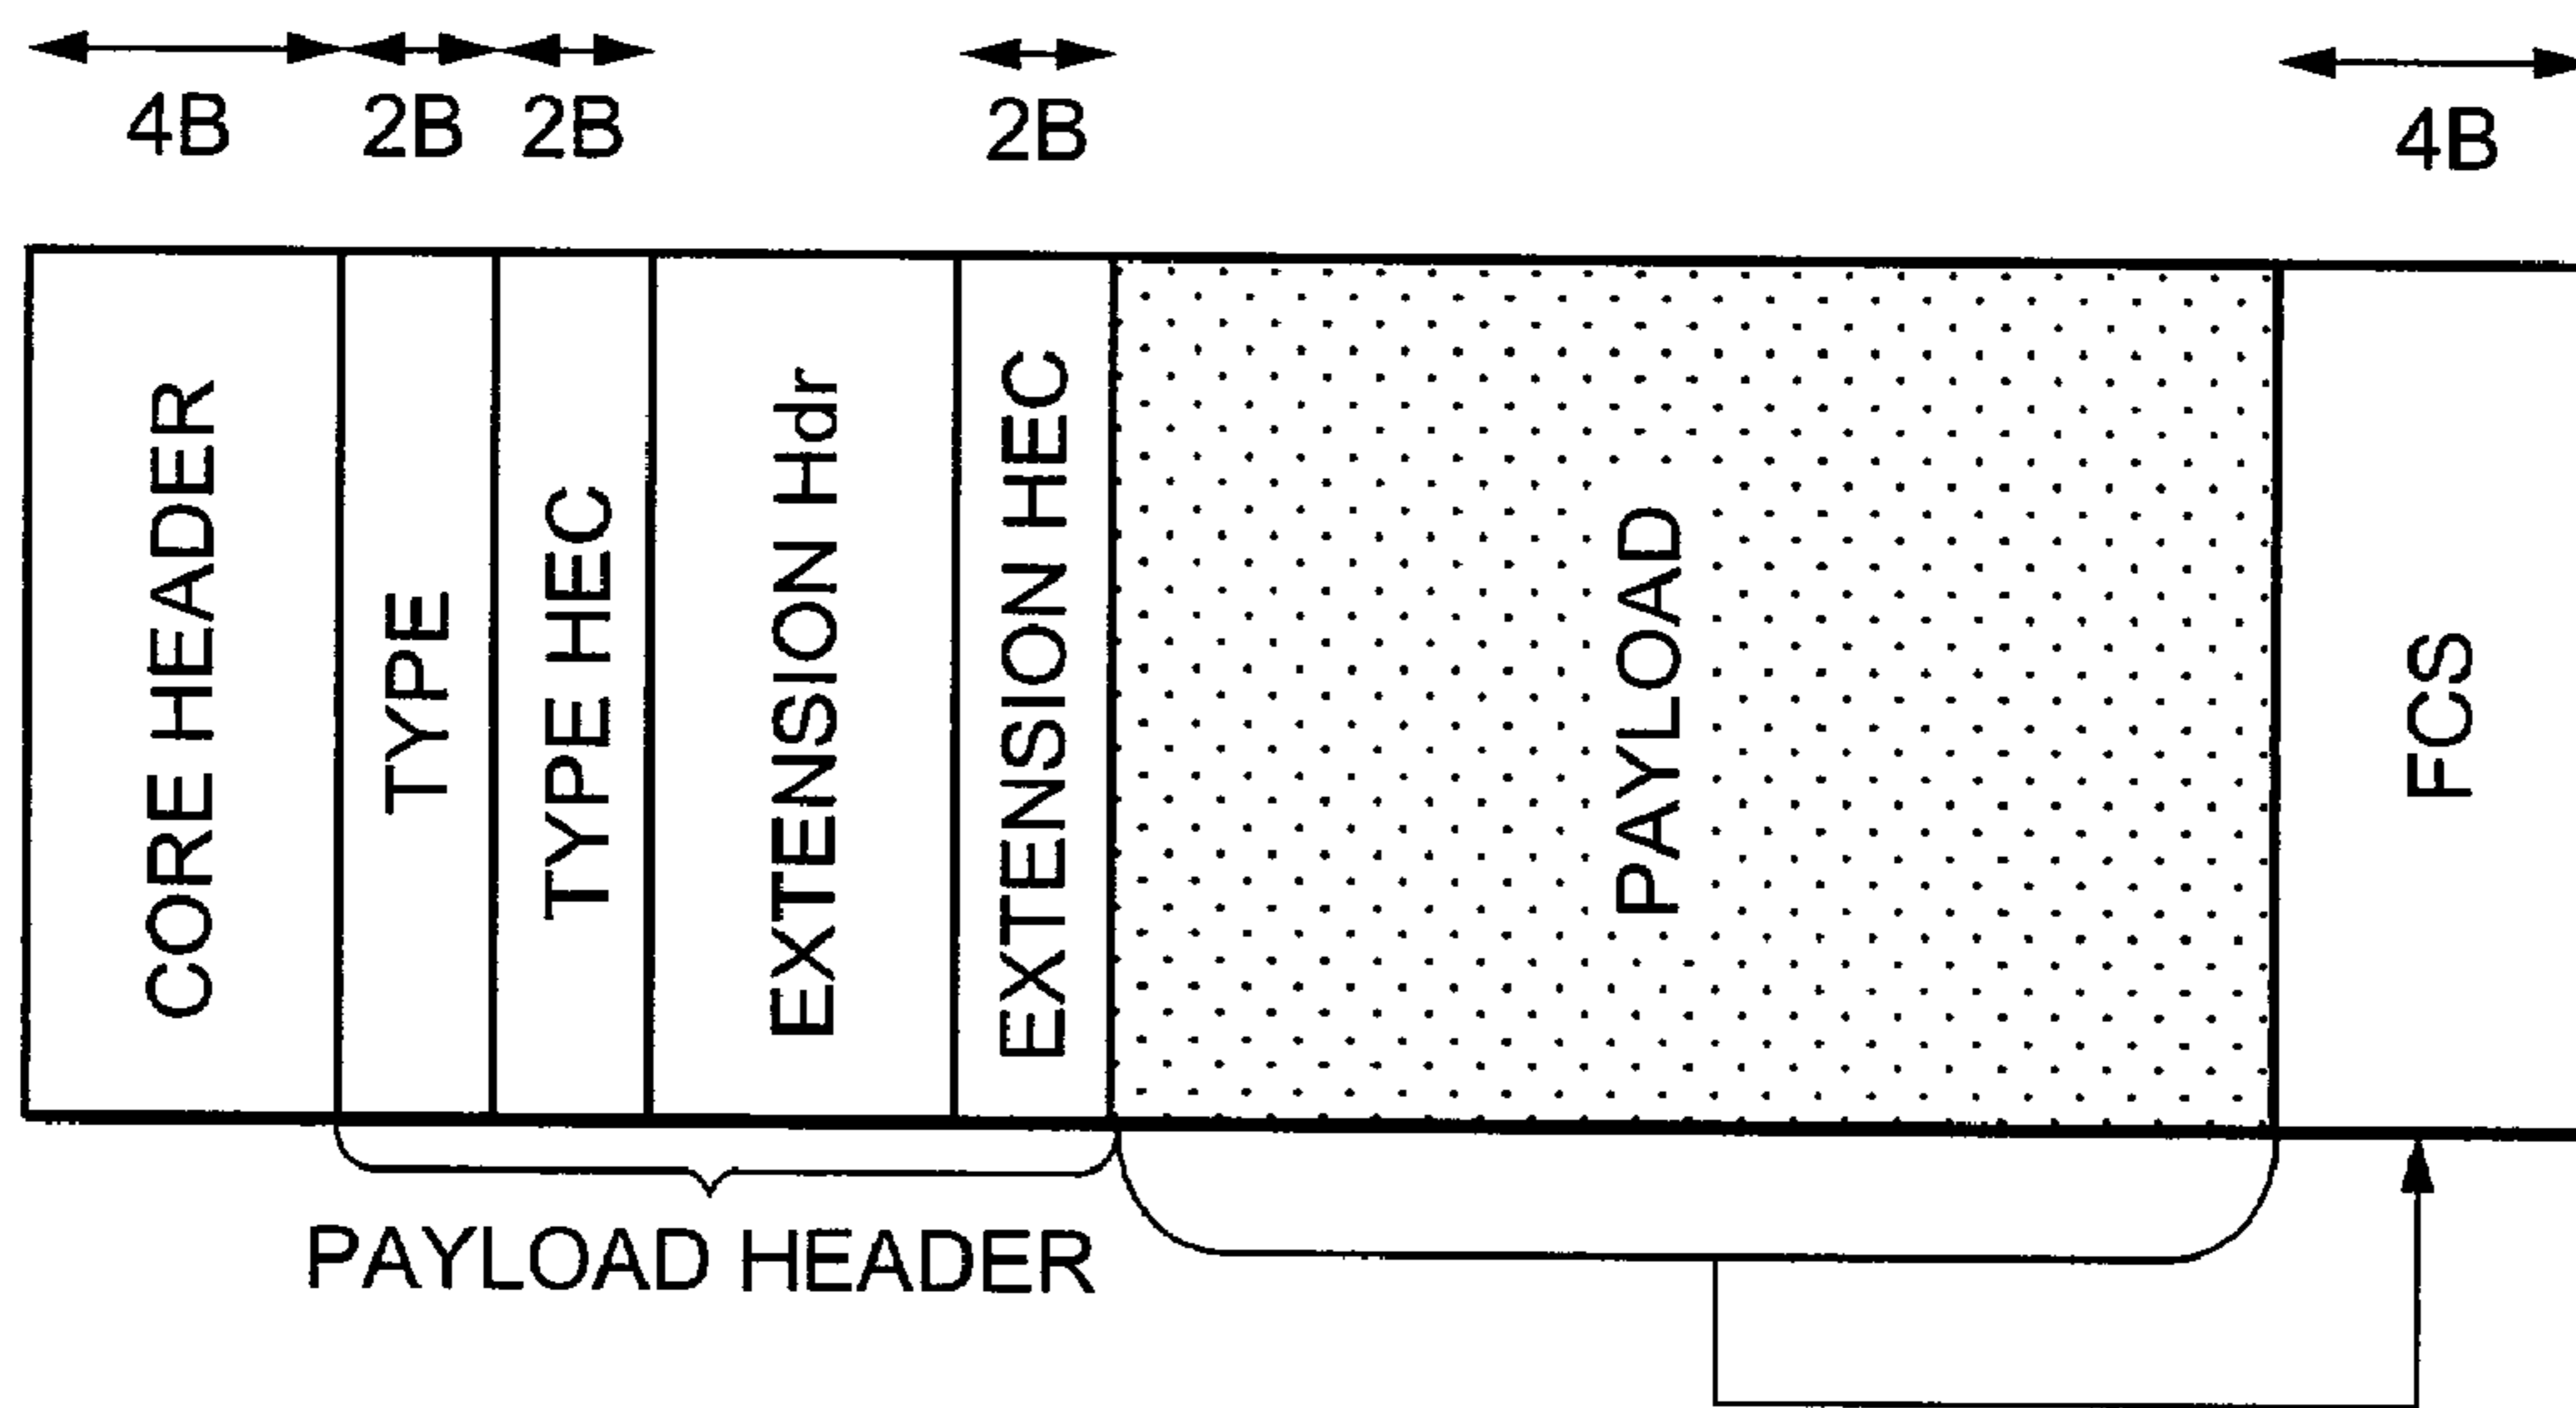 4B 2B 2B 2B 4B
CORE HEADER
TYPE
TYPE HEC
EXTENSION Hdr
EXTENSION HEC
PAYLOAD
FCS
PAYLOAD HEADER